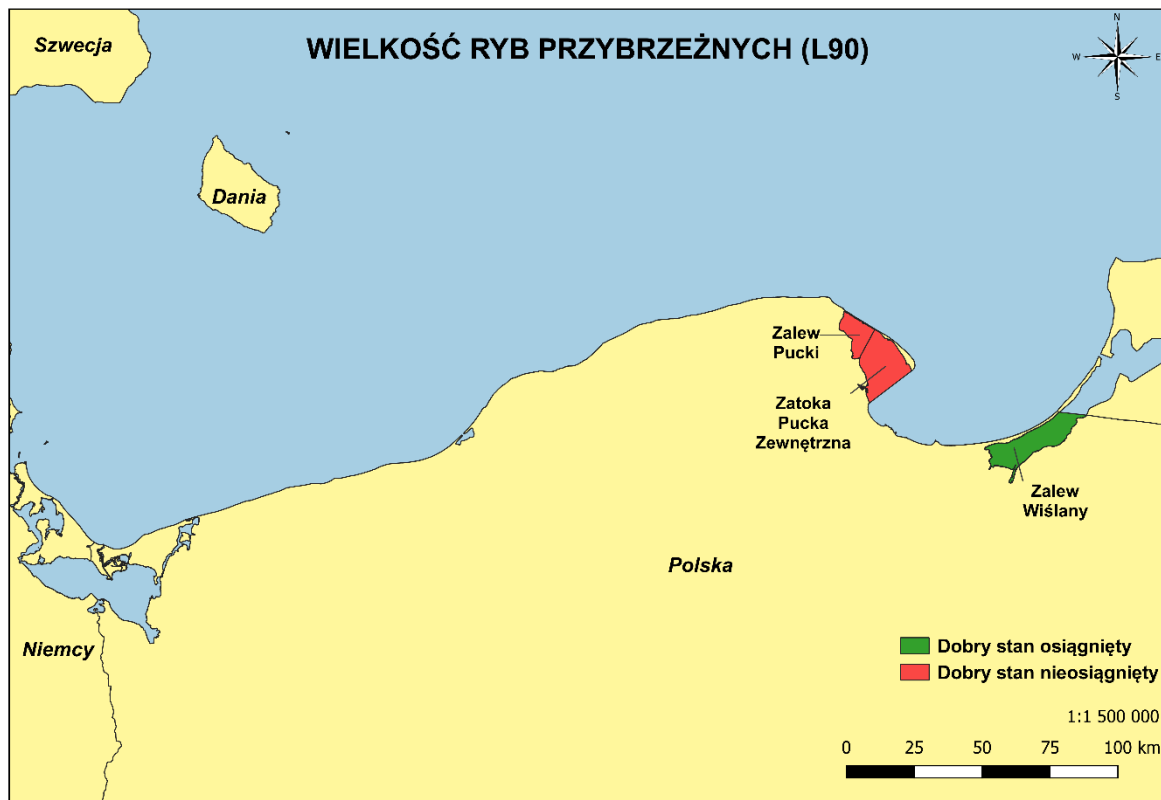 WIELKOŚĆ RYB PRZYBRZEŻNYCH (L90)
Szwecja
N
W
E
S
Dania
Zalew
Pucki
Zatoka
Pucka
Zewnętrzna
Zalew
Wiślany
Polska
Niemcy
Dobry stan osiągnięty
Dobry stan nieosiągnięty
1:1 500 000
0 25 50 75 100 km